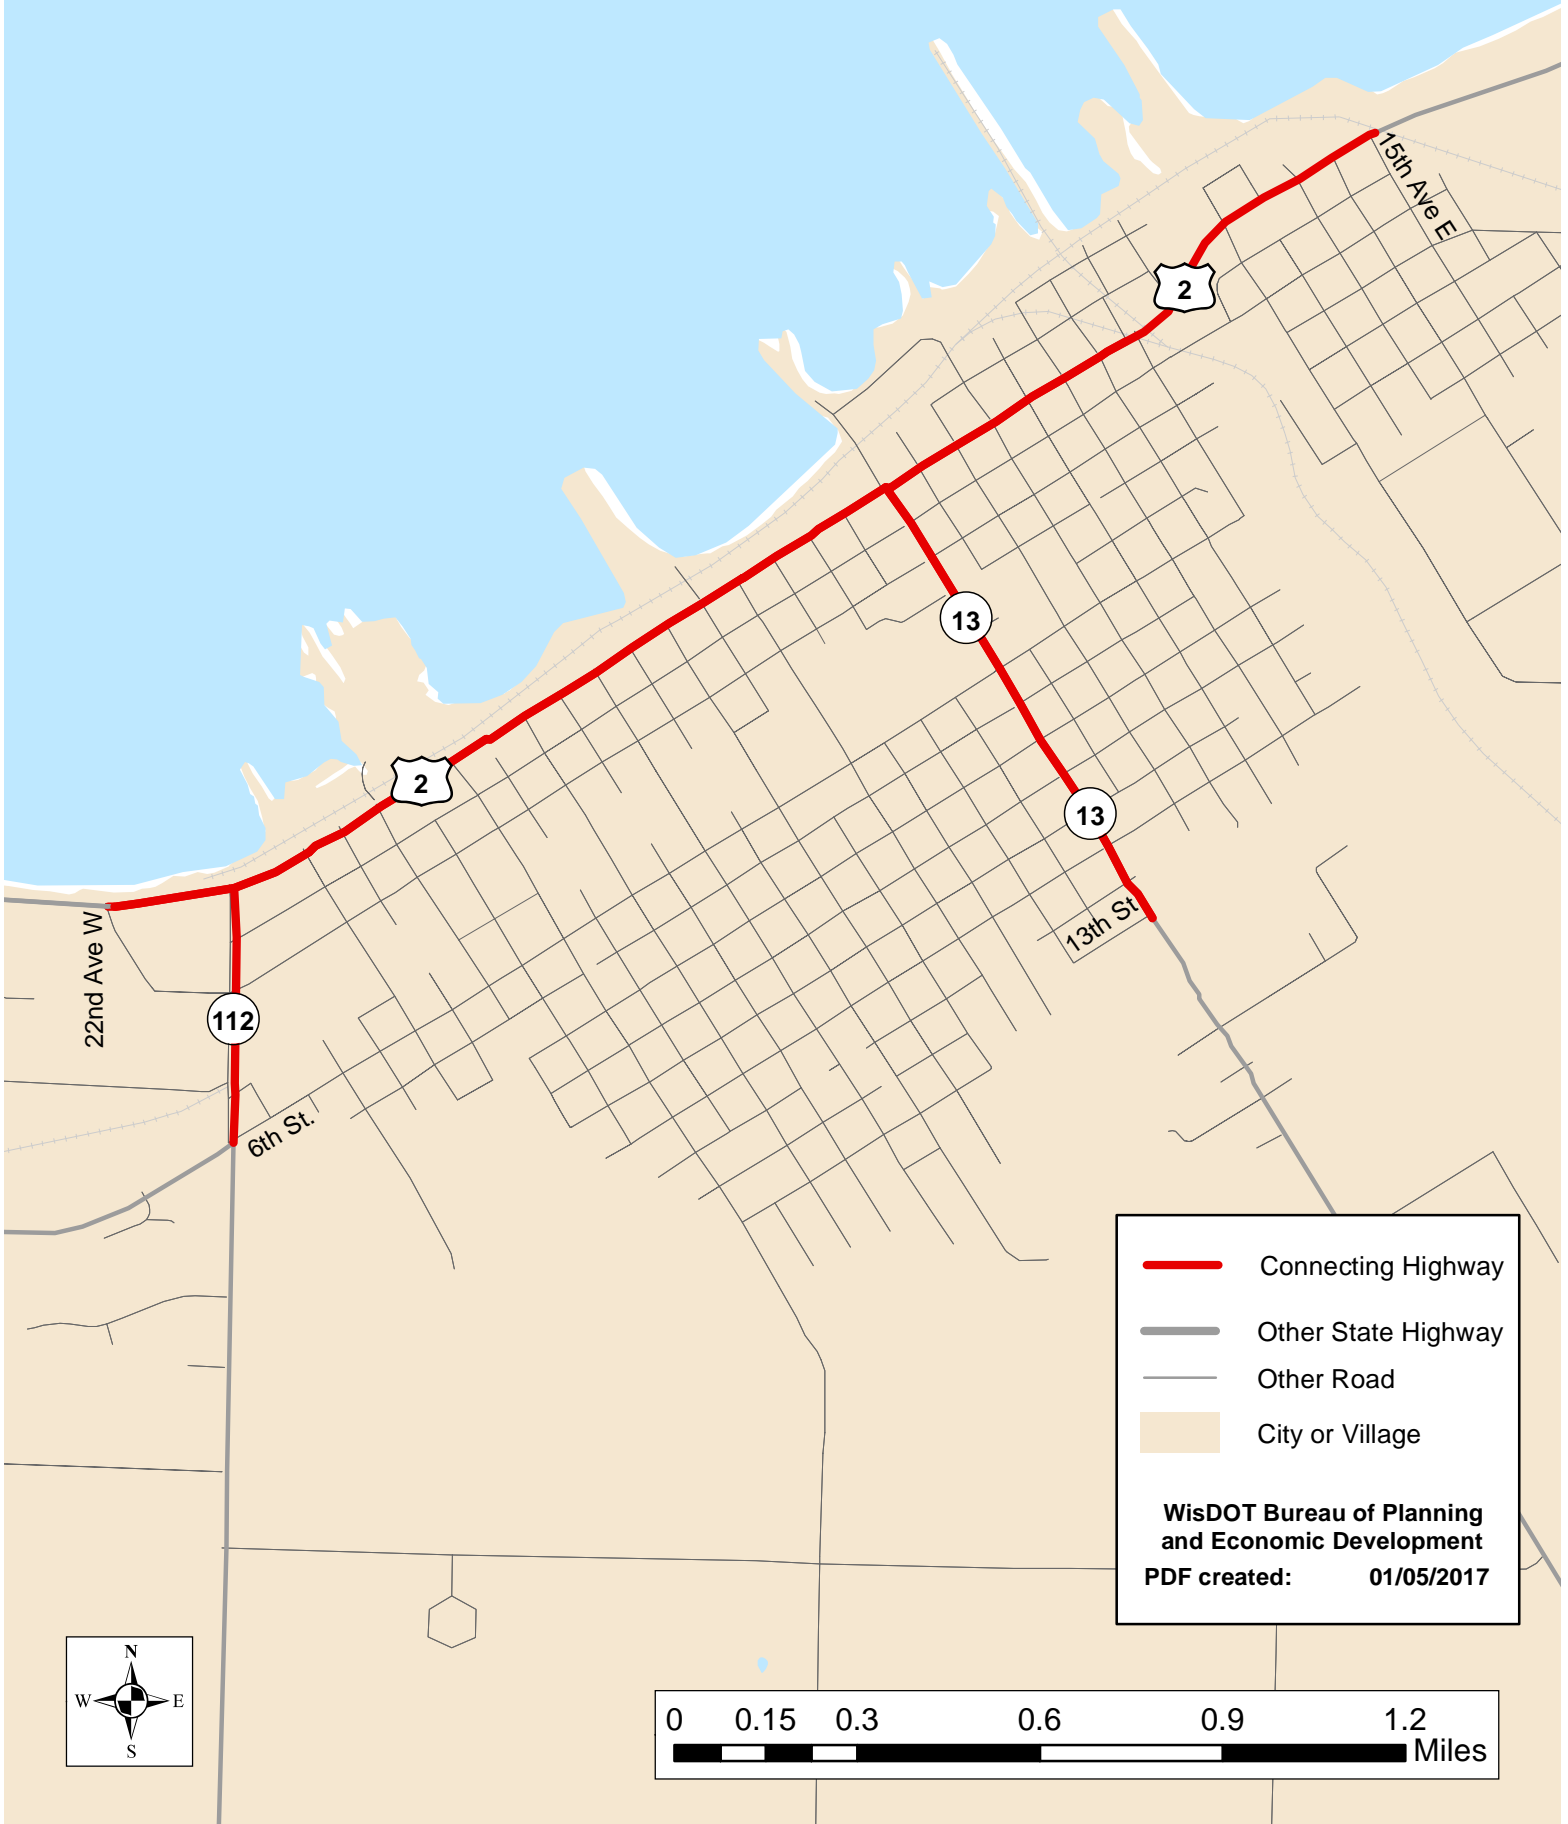 15th Ave E
2
13
2
13
13th St
22nd Ave W
112
6th St.
Connecting Highway
Other State Highway
Other Road
City or Village
WisDOT Bureau of Planning
and Economic Development
PDF created: 01/05/2017
N
W E
S
0 0.15 0.3 0.6 0.9 1.2
Miles